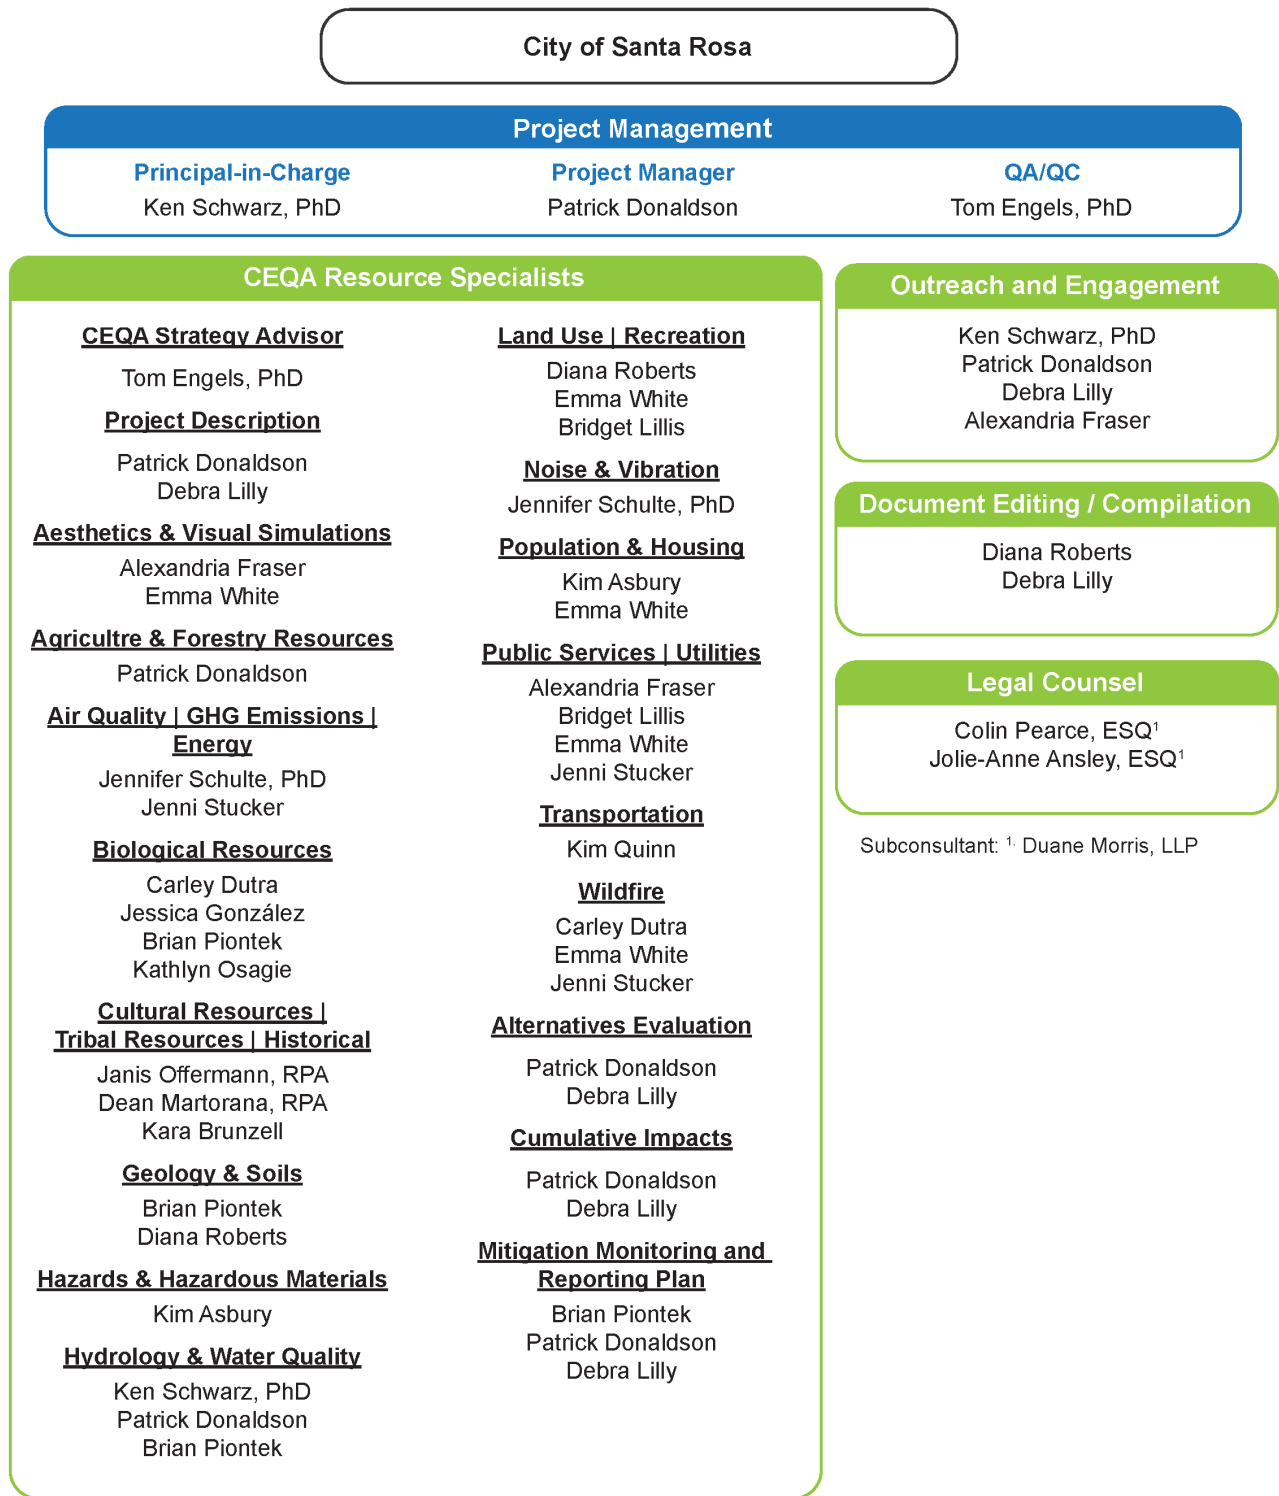 City of Santa Rosa
Project Management
Principal-in-Charge
Ken Schwarz, PhD
Project Manager
Patrick Donaldson
QA/QC
Tom Engels, PhD
CEQA Resource Specialists
CEQA Strategy Advisor
Tom Engels, PhD
Project Description
Patrick Donaldson
Debra Lilly
Aesthetics & Visual Simulations
Alexandria Fraser
Emma White
Agricultre & Forestry Resources
Patrick Donaldson
Air Quality | GHG Emissions |
Energy
Jennifer Schulte, PhD
Jenni Stucker
Biological Resources
Carley Dutra
Jessica González
Brian Piontek
Kathlyn Osagie
Cultural Resources |
Tribal Resources | Historical
Janis Offermann, RPA
Dean Martorana, RPA
Kara Brunzell
Geology & Soils
Brian Piontek
Diana Roberts
Hazards & Hazardous Materials
Kim Asbury
Hydrology & Water Quality
Ken Schwarz, PhD
Patrick Donaldson
Brian Piontek
Land Use | Recreation
Diana Roberts
Emma White
Bridget Lillis
Noise & Vibration
Jennifer Schulte, PhD
Population & Housing
Kim Asbury
Emma White
Public Services | Utilities
Alexandria Fraser
Bridget Lillis
Emma White
Jenni Stucker
Transportation
Kim Quinn
Wildfire
Carley Dutra
Emma White
Jenni Stucker
Alternatives Evaluation
Patrick Donaldson
Debra Lilly
Cumulative Impacts
Patrick Donaldson
Debra Lilly
Mitigation Monitoring and
Reporting Plan
Brian Piontek
Patrick Donaldson
Debra Lilly
Outreach and Engagement
Ken Schwarz, PhD
Patrick Donaldson
Debra Lilly
Alexandria Fraser
Document Editing / Compilation
Diana Roberts
Debra Lilly
Legal Counsel
Colin Pearce, ESQ¹
Jolie-Anne Ansley, ESQ¹
Subconsultant: ¹· Duane Morris, LLP